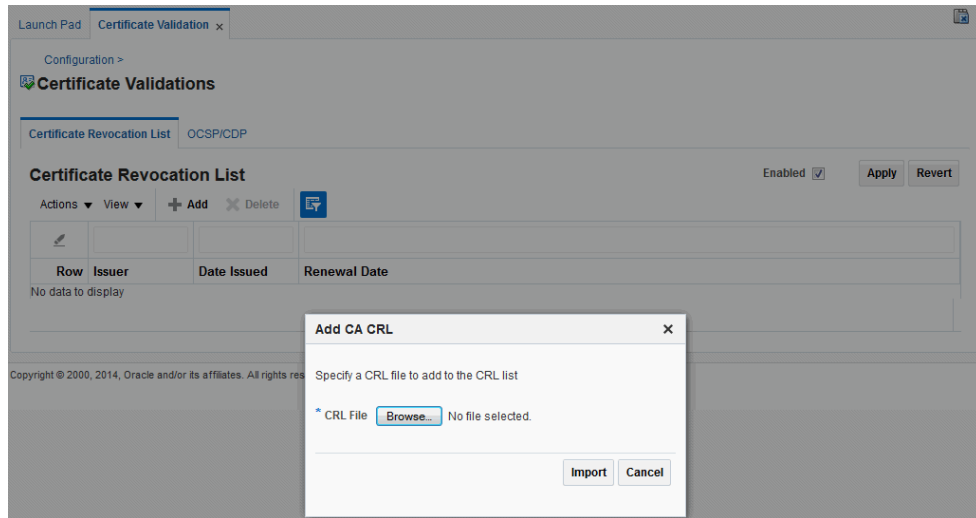 Launch Pad Certificate Validation x
Configuration >
Certificate Validations
Certificate Revocation List OCSP/CDP
Certificate Revocation List Enabled Apply Revert
Actions View Add Delete
Row Issuer Date Issued Renewal Date
No data to display
Add CA CRL
Copyright © 2000, 2014, Oracle and/or its affiliates. All rights res
Specify a CRL file to add to the CRL list
* CRL File Browse... No file selected.
Import Cancel